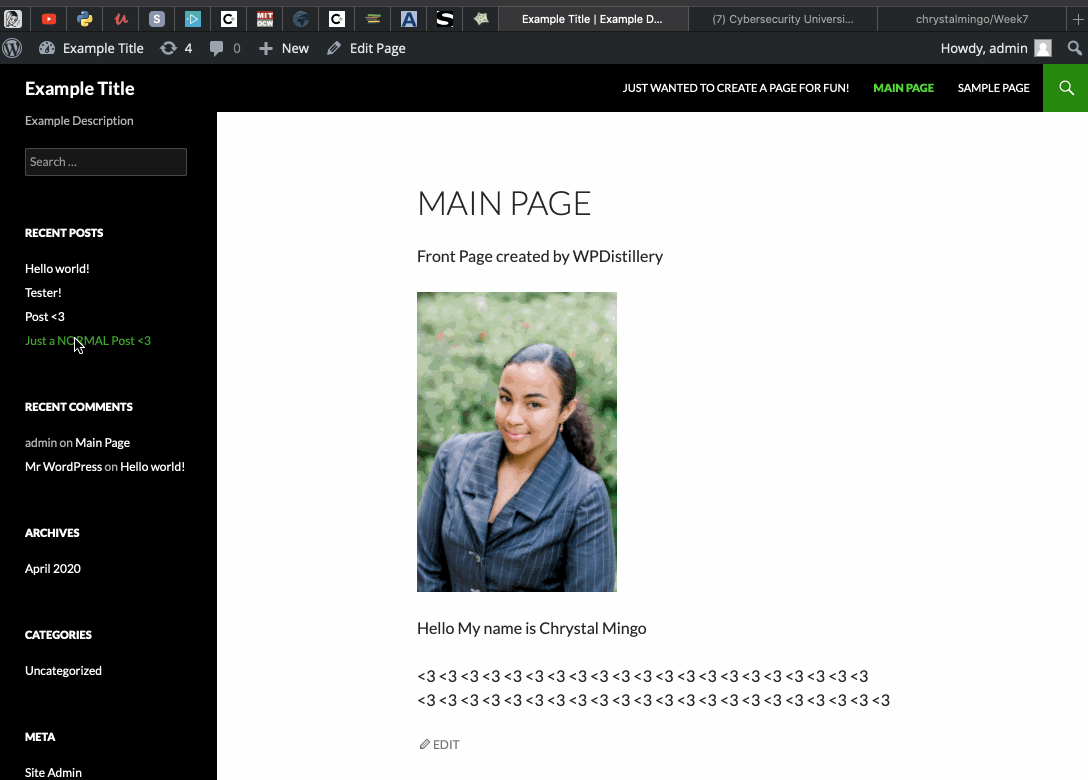 MIT
OCW
Example Title | Example D...
(7) Cybersecurity Universi...
chrystalmingo/Week7
Example Title
4
0
New
Edit Page
Howdy, admin
Example Title
JUST WANTED TO CREATE A PAGE FOR FUN!
MAIN PAGE
SAMPLE PAGE
Example Description
Search ...
RECENT POSTS
Hello world!
Tester!
Post <3
Just a NORMAL Post <3
RECENT COMMENTS
admin on Main Page
Mr WordPress on Hello world!
ARCHIVES
April 2020
CATEGORIES
Uncategorized
META
Site Admin
MAIN PAGE
Front Page created by WPDistillery
Hello My name is Chrystal Mingo
<3 <3 <3 <3 <3 <3 <3 <3 <3 <3 <3 <3 <3 <3 <3 <3 <3 <3 <3 <3 <3
<3 <3 <3 <3 <3 <3 <3 <3 <3 <3 <3 <3 <3 <3 <3 <3 <3 <3 <3 <3 <3 <3
EDIT